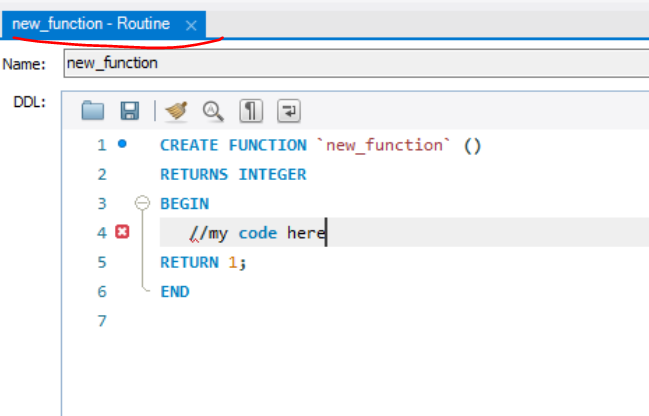 new_function - Routine ×
Name: new_function
DDL:
1 CREATE FUNCTION `new_function` ()
2 RETURNS INTEGER
3 BEGIN
4 //my code here
5 RETURN 1;
6 END
7